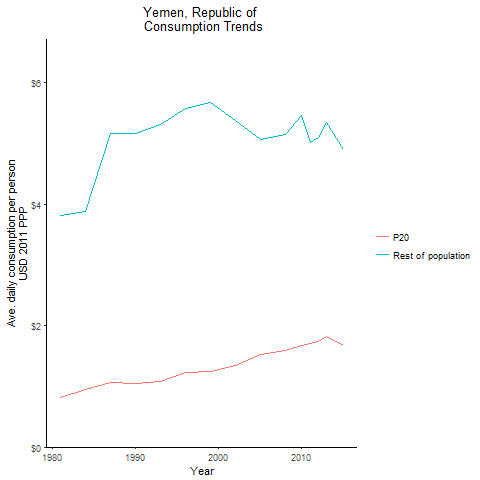 Yemen, Republic of
Consumption Trends
$6
$4
$2
$0
Ave. daily consumption per person
USD 2011 PPP
1980
1990
2000
2010
Year
P20
Rest of population